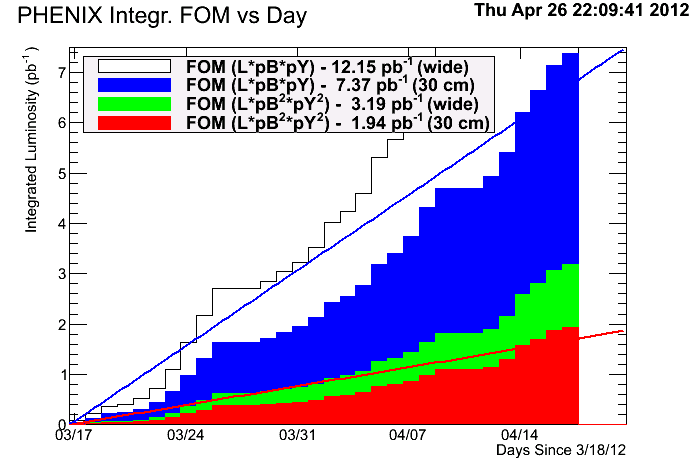 PHENIX Integr. FOM vs Day
Thu Apr 26 22:09:41 2012
Integrated Luminosity (pb⁻¹)
FOM (L*pB*pY) - 12.15 pb⁻¹ (wide)
FOM (L*pB*pY) - 7.37 pb⁻¹ (30 cm)
FOM (L*pB²*pY²) - 3.19 pb⁻¹ (wide)
FOM (L*pB²*pY²) - 1.94 pb⁻¹ (30 cm)
7
6
5
4
3
2
1
0
03/17 03/24 03/31 04/07 04/14
Days Since 3/18/12